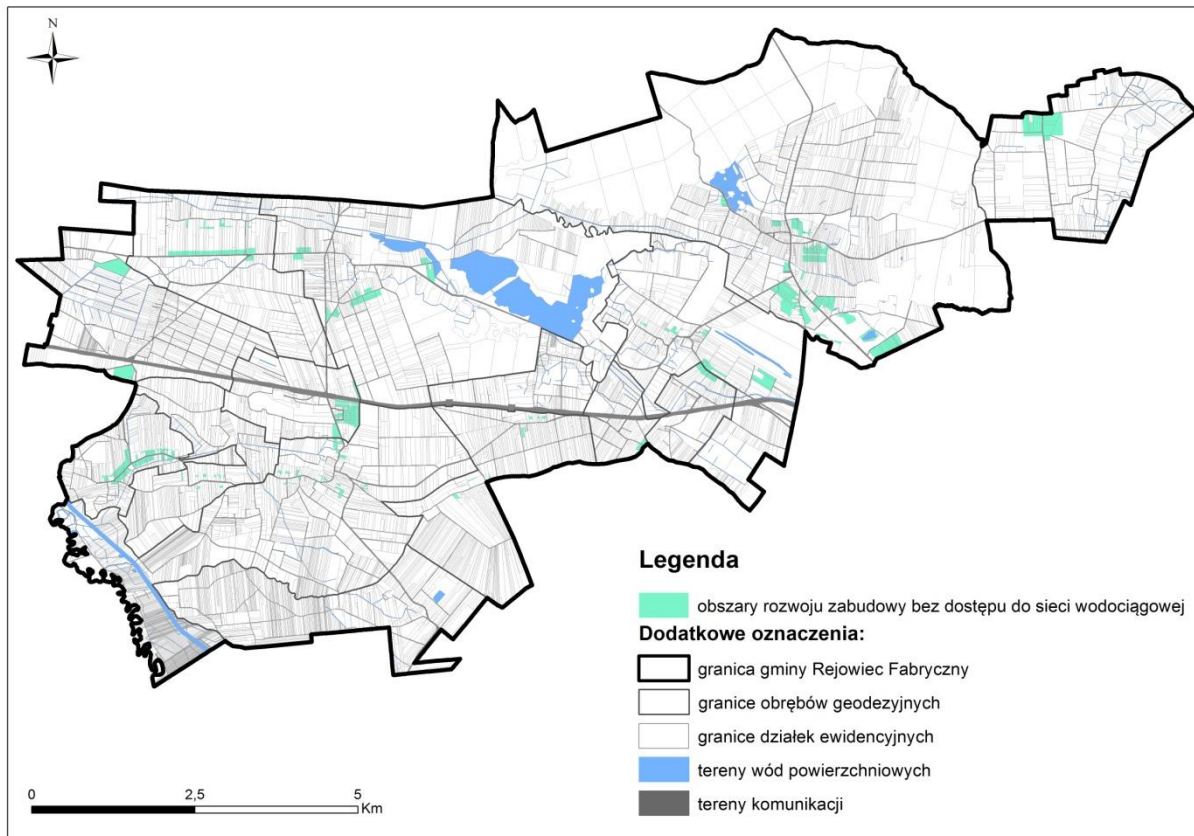 N
Legenda
obszary rozwoju zabudowy bez dostępu do sieci wodociągowej
Dodatkowe oznaczenia:
granica gminy Rejowiec Fabryczny
granice obrębów geodezyjnych
granice działek ewidencyjnych
tereny wód powierzchniowych
tereny komunikacji
0 2,5 5
Km